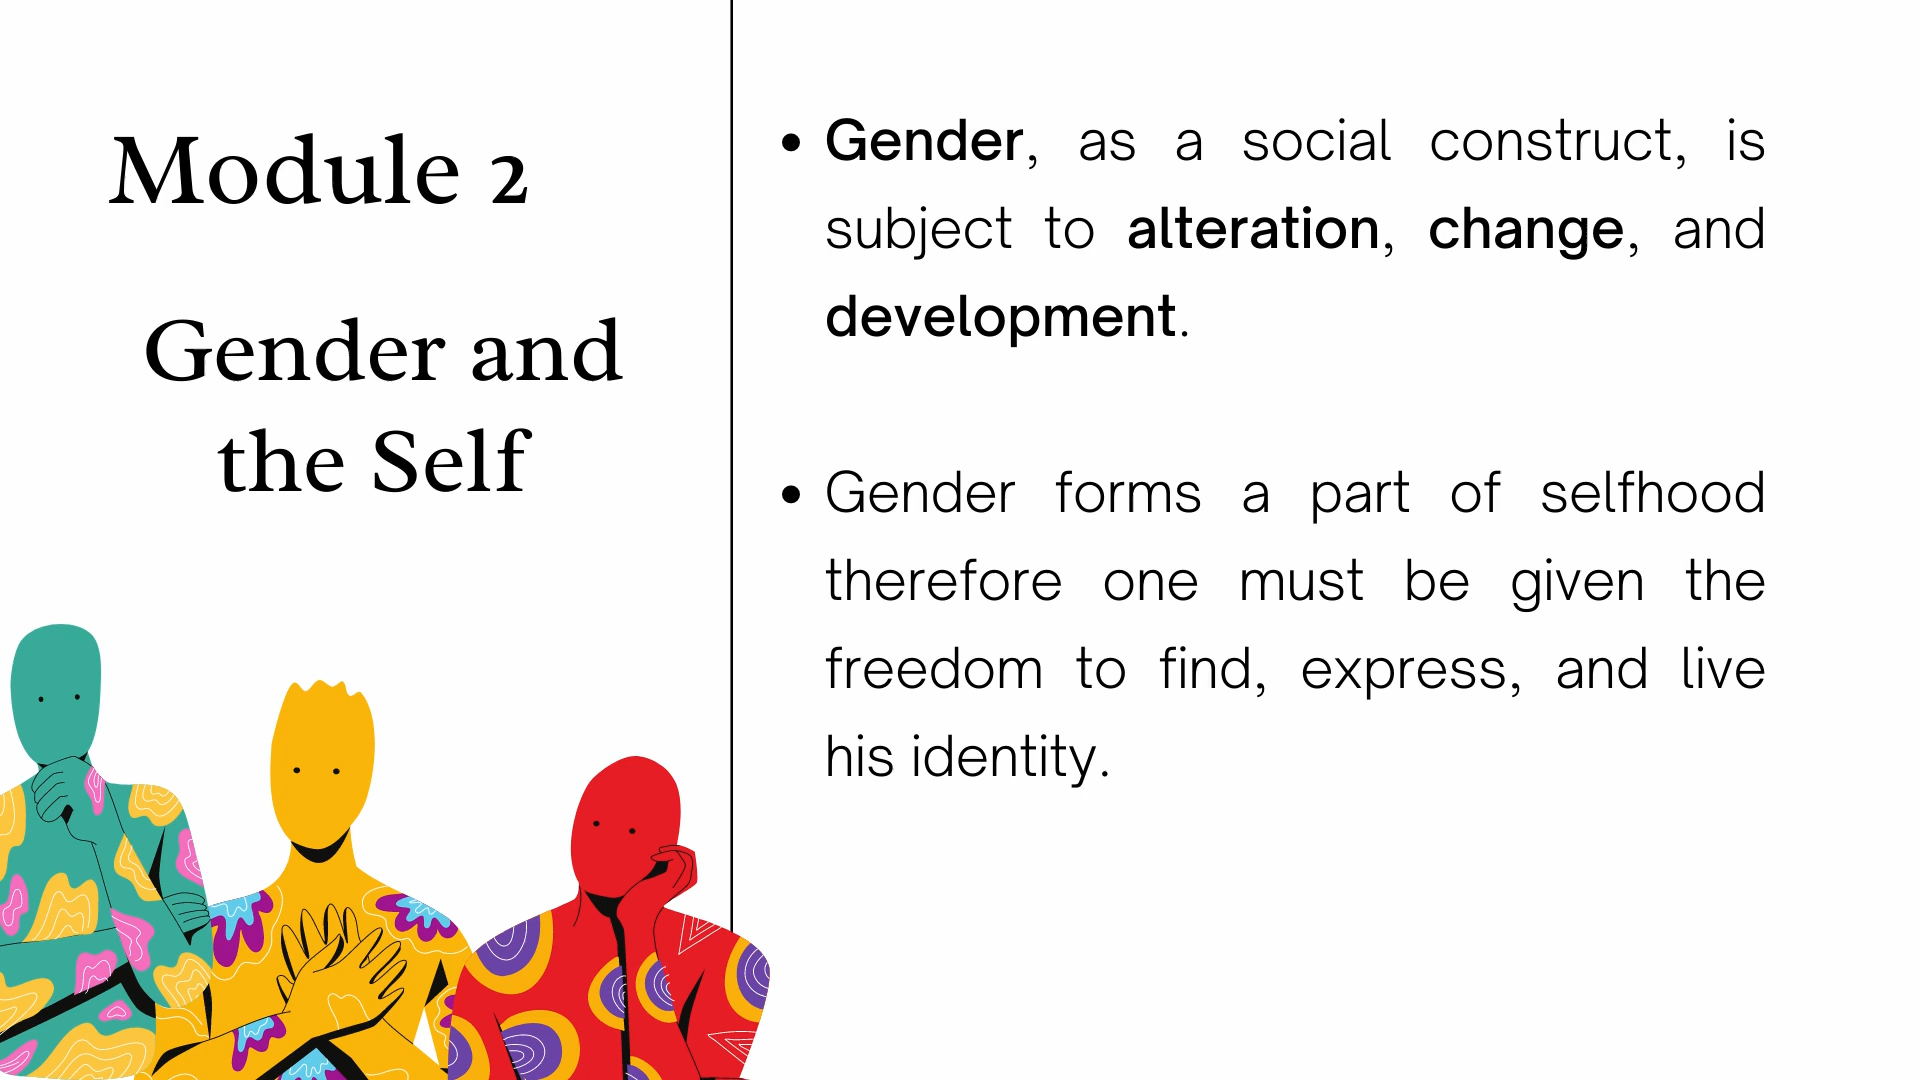 Module 2
Gender and
the Self
• Gender, as a social construct, is
subject to alteration, change, and
development.
• Gender forms a part of selfhood
therefore one must be given the
freedom to find, express, and live
his identity.